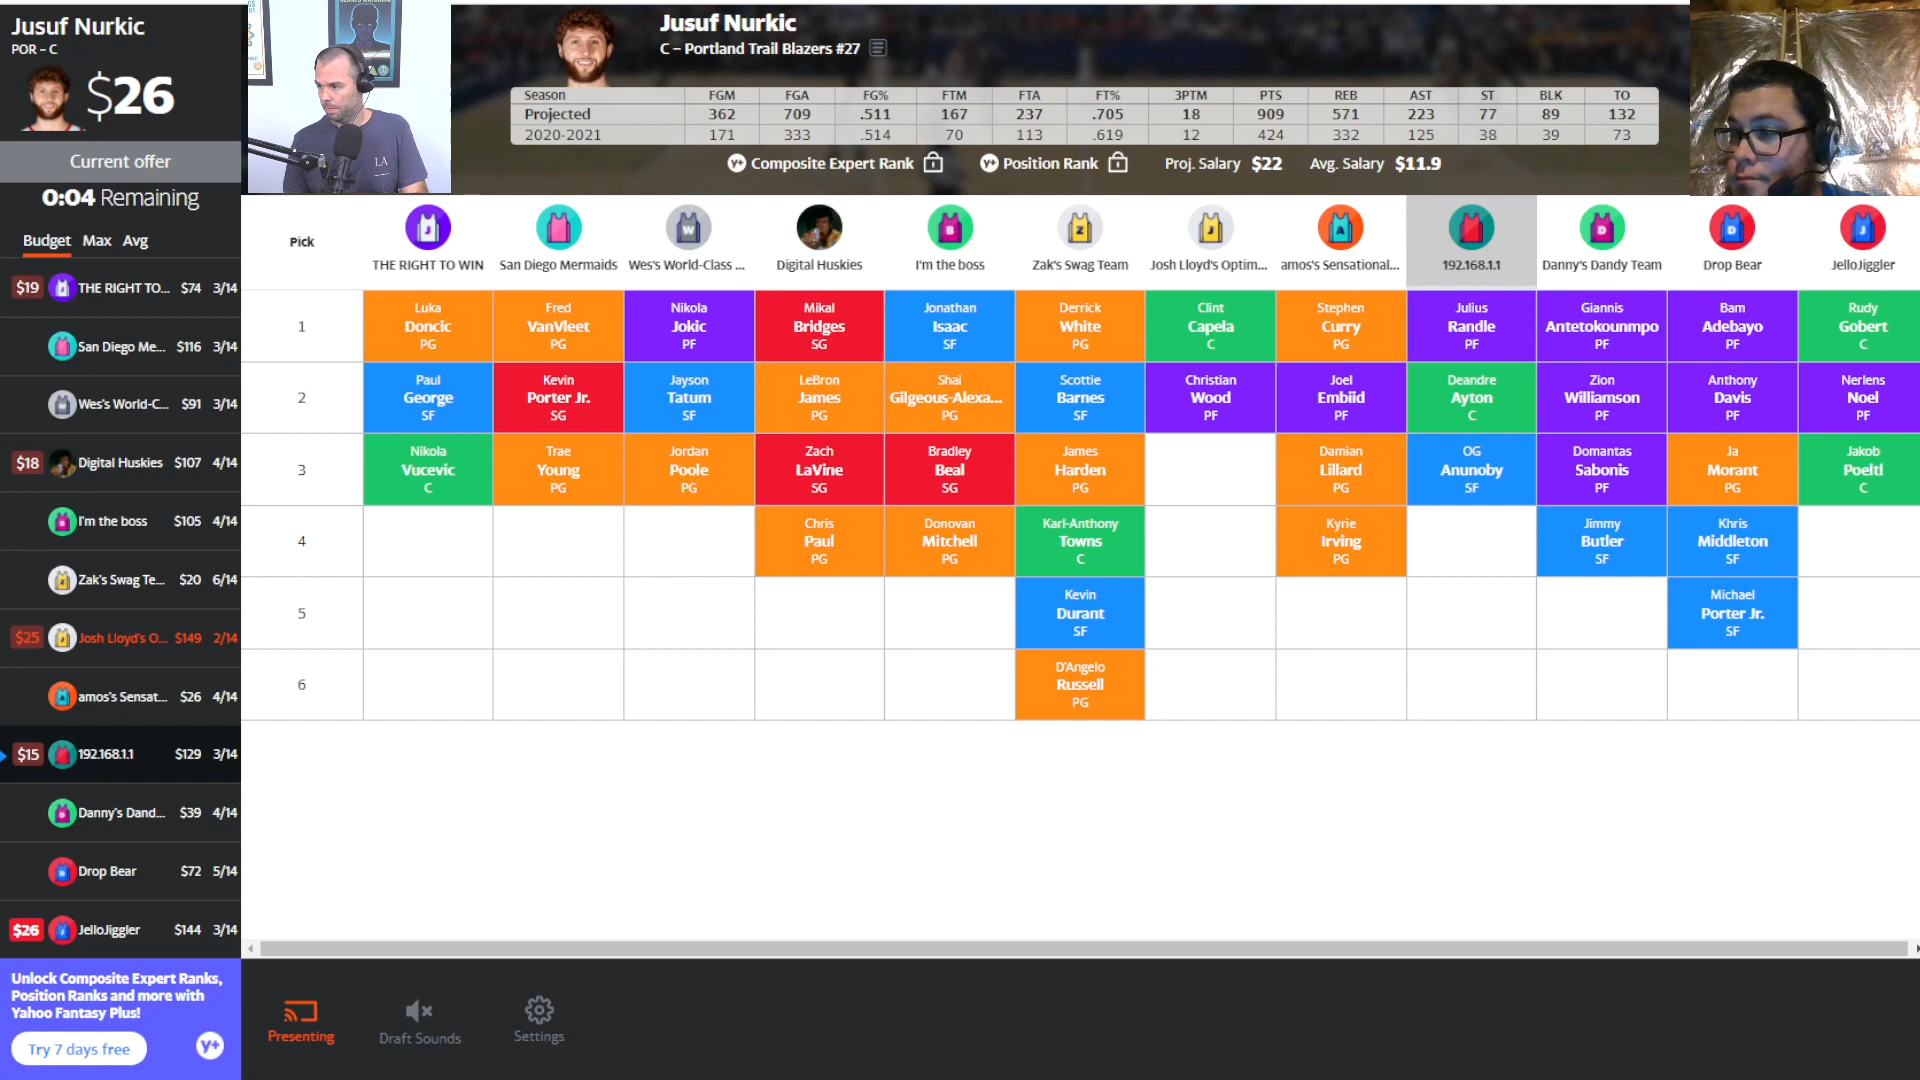 Jusuf Nurkic
POR – C
$26
Current offer
0:04 Remaining
Budget Max Avg
$19 THE RIGHT TO... $74 3/14
San Diego Me... $116 3/14
Wes's World-C... $91 3/14
$18 Digital Huskies $107 4/14
I'm the boss $105 4/14
Zak's Swag Te... $20 6/14
$25 Josh Lloyd's O... $149 2/14
amos's Sensat... $26 4/14
$15 192.168.1.1 $129 3/14
Danny's Dand... $39 4/14
Drop Bear $72 5/14
$26 JelloJiggler $144 3/14
Unlock Composite Expert Ranks,
Position Ranks and more with
Yahoo Fantasy Plus!
Try 7 days free
y+
LA
Jusuf Nurkic
C – Portland Trail Blazers #27
Season FGM FGA FG% FTM FTA FT% 3PTM PTS REB AST ST BLK TO
Projected 362 709 .511 167 237 .705 18 909 571 223 77 89 132
2020-2021 171 333 .514 70 113 .619 12 424 332 125 38 39 73
y+ Composite Expert Rank y+ Position Rank Proj. Salary $22 Avg. Salary $11.9
Pick
THE RIGHT TO WIN San Diego Mermaids Wes's World-Class ... Digital Huskies I'm the boss Zak's Swag Team Josh Lloyd's Optim... amos's Sensational... 192.168.1.1 Danny's Dandy Team Drop Bear JelloJiggler
1
Luka Fred Nikola Mikal Jonathan Derrick Clint Stephen Julius Giannis Bam Rudy
Doncic VanVleet Jokic Bridges Isaac White Capela Curry Randle Antetokounmpo Adebayo Gobert
PG PG PF SG SF PG C PG PF PF PF C
2
Paul Kevin Jayson LeBron Shai Scottie Christian Joel Deandre Zion Anthony Nerlens
George Porter Jr. Tatum James Gilgeous-Alexa... Barnes Wood Embiid Ayton Williamson Davis Noel
SF SG SF PG PG SF PF PF C PF PF PF
3
Nikola Trae Jordan Zach Bradley James Damian OG Domantas Ja Jakob
Vucevic Young Poole LaVine Beal Harden Lillard Anunoby Sabonis Morant Poeltl
C PG PG SG SG PG PG SF PF PG C
4
Chris Donovan Karl-Anthony Kyrie Jimmy Khris
Paul Mitchell Towns Irving Butler Middleton
PG PG C PG SF SF
5
Kevin Michael
Durant Porter Jr.
SF SF
6
D'Angelo
Russell
PG
Presenting Draft Sounds Settings